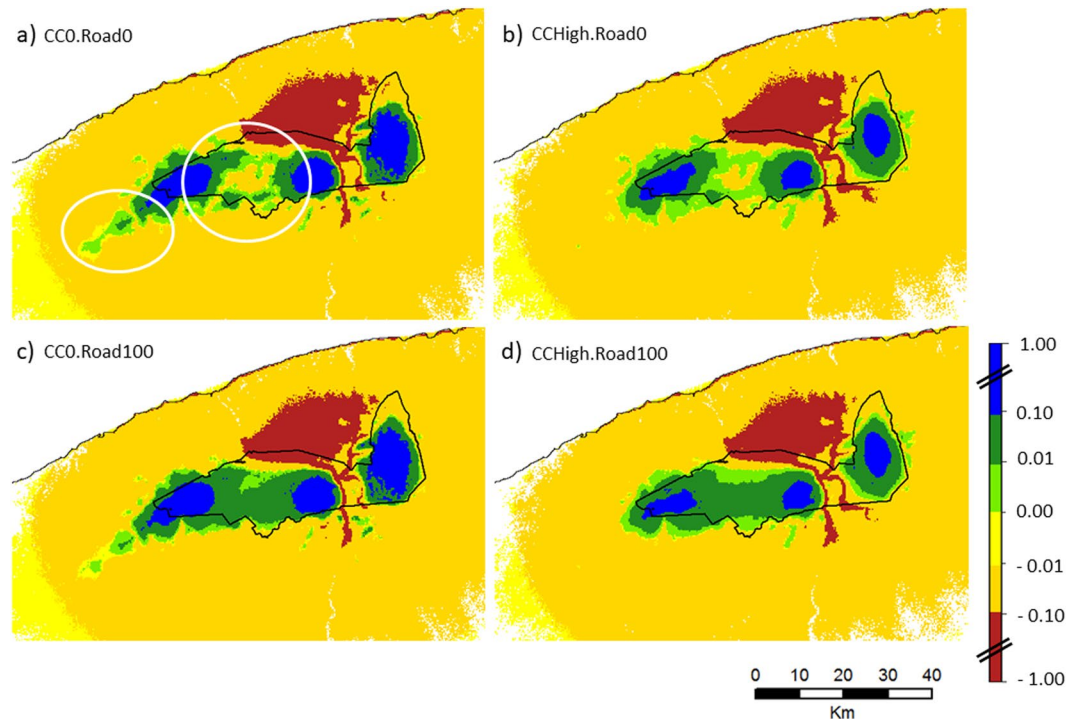 a) CC0.Road0
b) CCHigh.Road0
c) CC0.Road100
d) CCHigh.Road100
1.00
0.10
0.01
0.00
- 0.01
- 0.10
- 1.00
0 10 20 30 40
Km